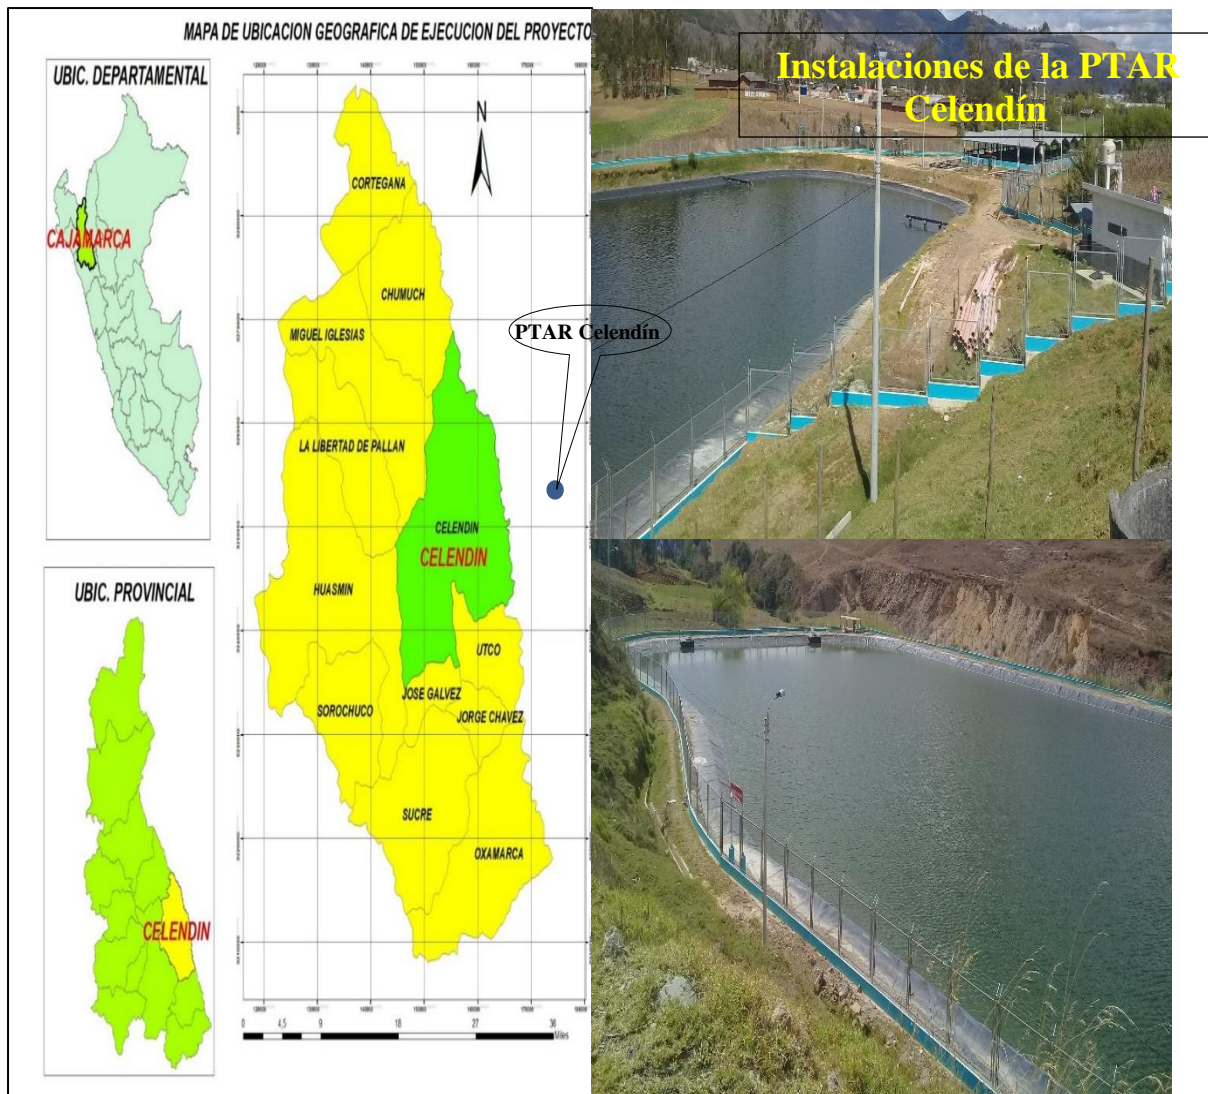 MAPA DE UBICACION GEOGRAFICA DE EJECUCION DEL PROYECTO
UBIC. DEPARTAMENTAL
CAJAMARCA
UBIC. PROVINCIAL
CELENDIN
N
CORTEGANA
CHUMUCH
MIGUEL IGLESIAS
LA LIBERTAD DE PALLAN
CELENDIN
CELENDIN
HUASMIN
UTCO
JOSE GALVEZ
SOROCHUCO
JORGE CHAVEZ
SUCRE
OXAMARCA
0 4,5 9 18 27 36
Miles
PTAR Celendín
Instalaciones de la PTAR
Celendín